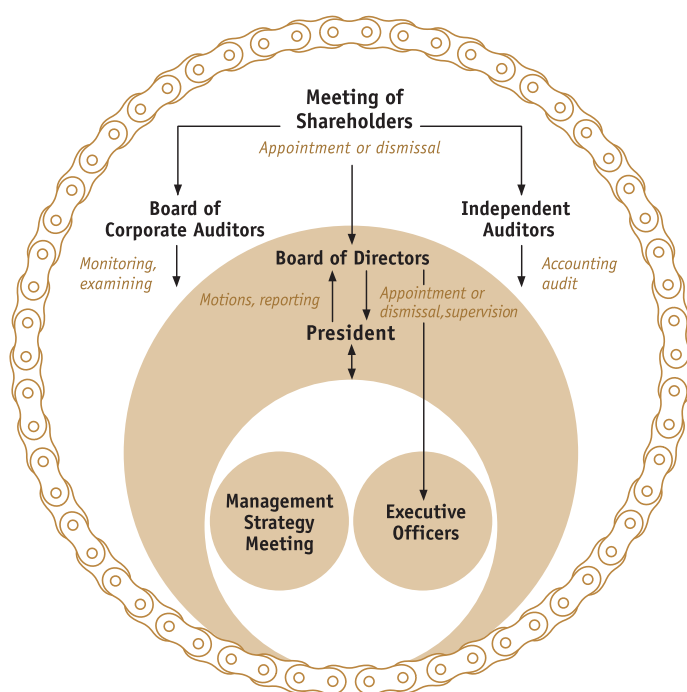 Meeting of
Shareholders
Appointment or dismissal
Board of
Corporate Auditors
Independent
Auditors
Monitoring,
examining
Board of Directors
Accounting
audit
Motions, reporting
Appointment or
dismissal,supervision
President
Management
Strategy
Meeting
Executive
Officers